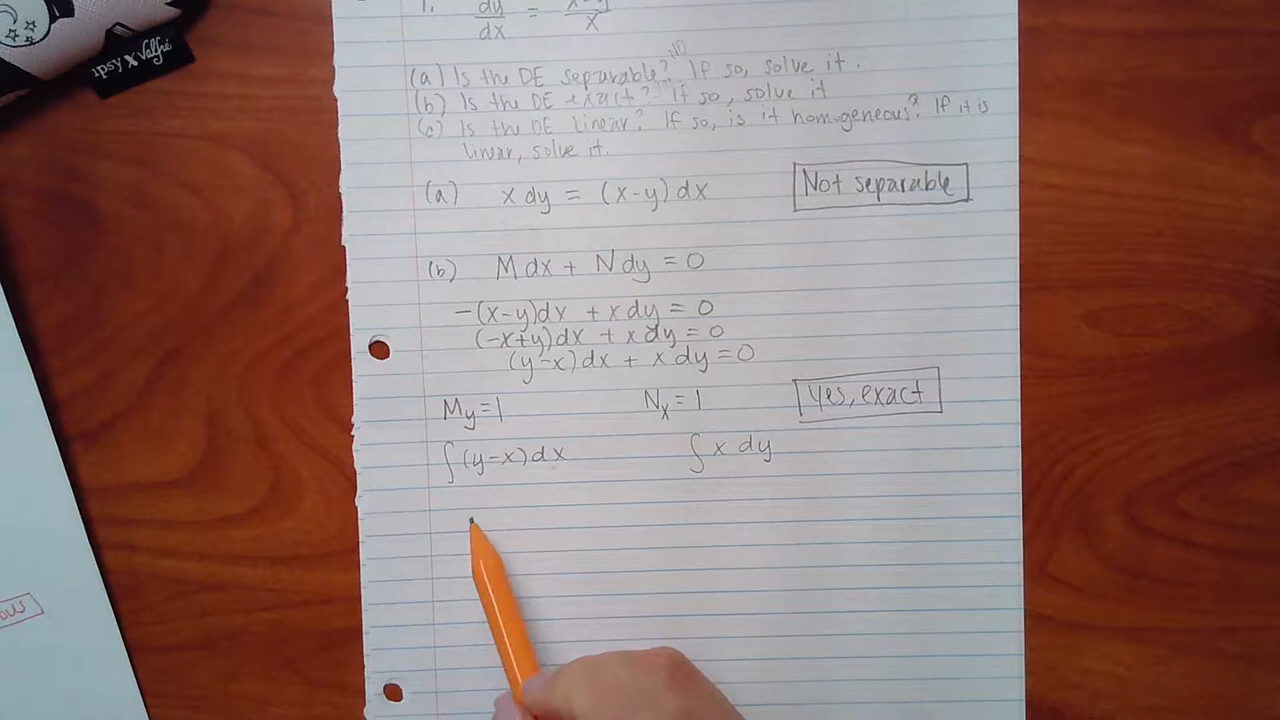 1. dy/dx = x-y/x
(a) Is the DE separable? NO If so, solve it.
(b) Is the DE exact? If so, solve it
(c) Is the DE linear? If so, is it homogeneous? If it is
linear, solve it.
(a) x dy = (x-y) dx Not separable
(b) M dx + N dy = 0
-(x-y)dx + x dy = 0
(-x+y)dx + x dy = 0
(y-x)dx + x dy = 0
My = 1 Nx = 1 Yes, exact
∫(y-x)dx ∫x dy
ipsy x Valfré